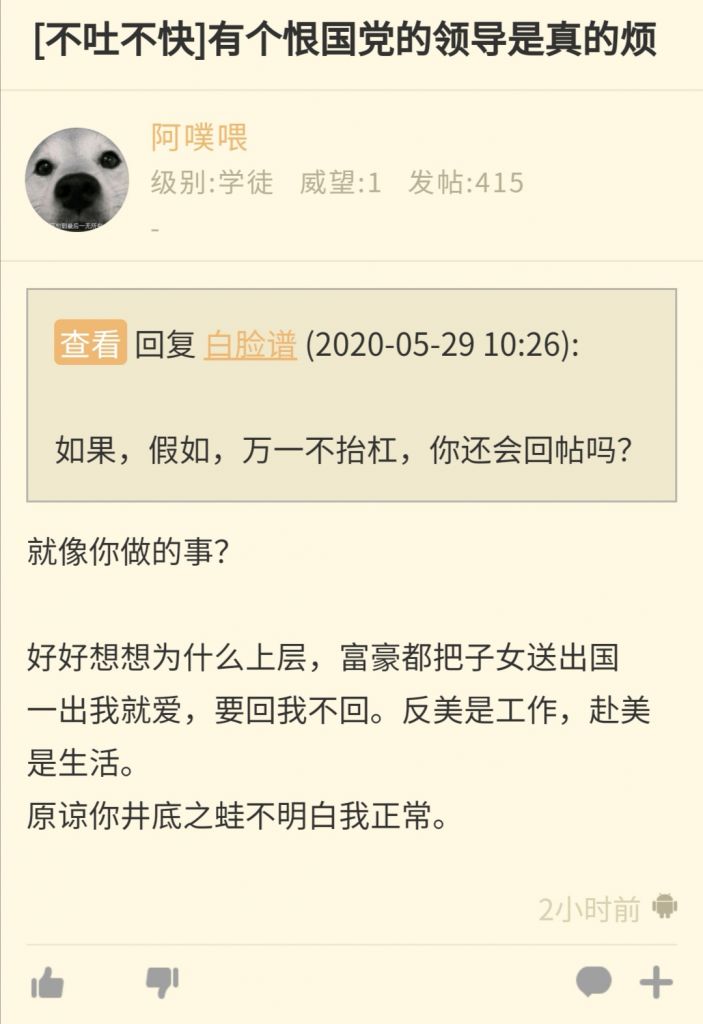 [不吐不快]有个恨国党的领导是真的烦
阿噗喂
级别:学徒 威望:1 发帖:415
-
查看 回复 白脸谱 (2020-05-29 10:26):
如果，假如，万一不抬杠，你还会回帖吗？
就像你做的事？
好好想想为什么上层，富豪都把子女送出国
一出我就爱，要回我不回。反美是工作，赴美
是生活。
原谅你井底之蛙不明白我正常。
2小时前